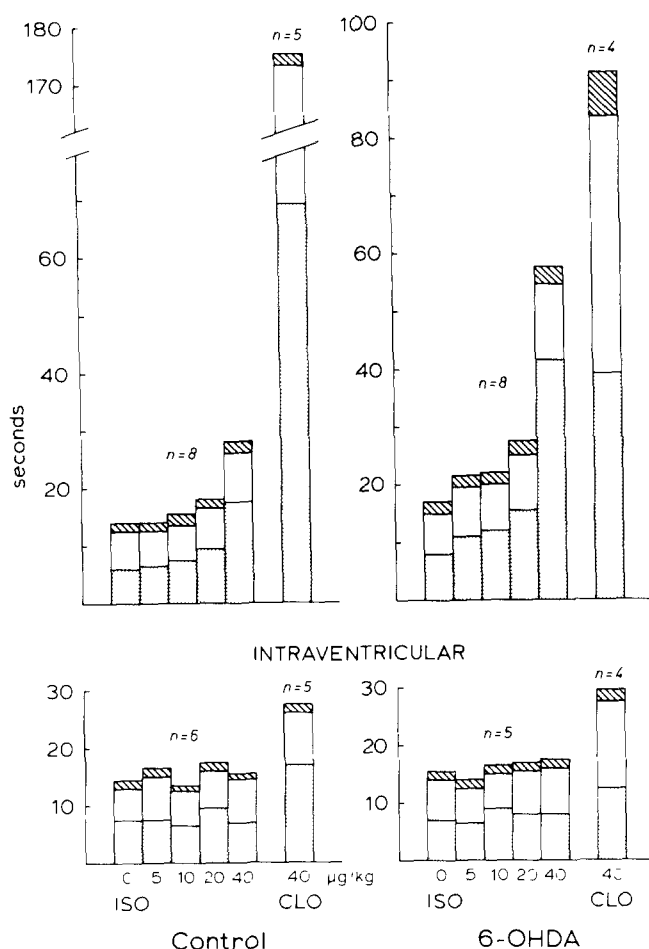 180
170
60
40
20
seconds
n=8
n=5
100
80
60
40
20
n=8
n=4
INTRAVENTRICULAR
30
20
10
n=6
n=5
0 5 10 20 40 40 µg/kg
ISO CLO
Control
30
20
10
n=5
n=4
0 5 10 20 40 40
ISO CLO
6-OHDA